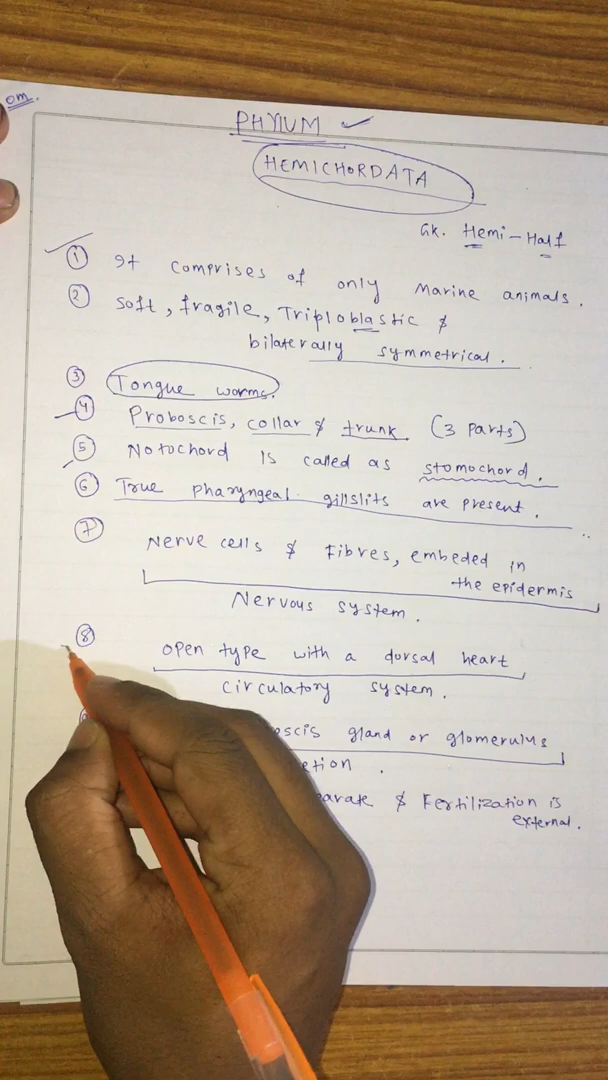 om.
PHYLUM
HEMICHORDATA
Gk. Hemi - Half
① It comprises of only Marine animals.
② Soft, fragile, Triploblastic &
bilaterally symmetrical.
③ Tongue worms.
④ Proboscis, collar & trunk. (3 parts)
⑤ Notochord is called as stomochord.
⑥ True pharyngeal gillslits are present.
⑦ Nerve cells & Fibres, embeded in
the epidermis
Nervous system.
⑧ open type with a dorsal heart
circulatory system.
gland or glomerulus
& Fertilization is
external.